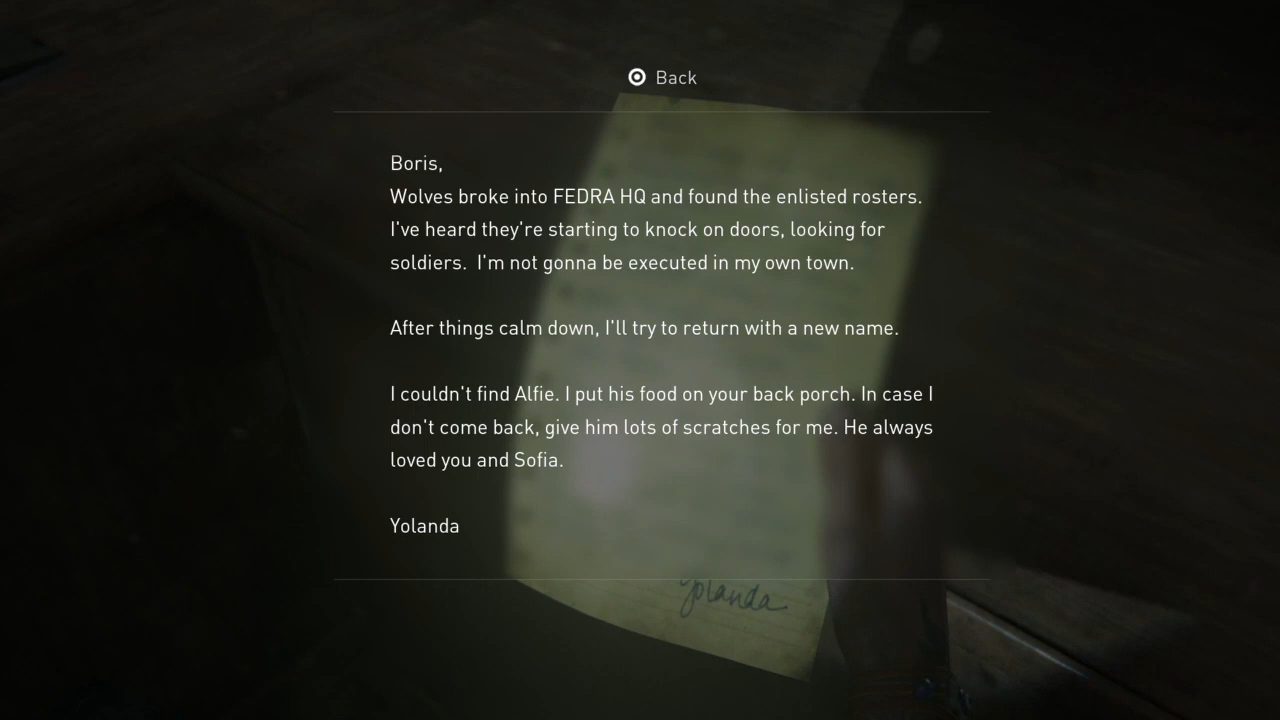 Back
Boris,
Wolves broke into FEDRA HQ and found the enlisted rosters.
I've heard they're starting to knock on doors, looking for
soldiers.  I'm not gonna be executed in my own town.
After things calm down, I'll try to return with a new name.
I couldn't find Alfie. I put his food on your back porch. In case I
don't come back, give him lots of scratches for me. He always
loved you and Sofia.
Yolanda
Yolanda